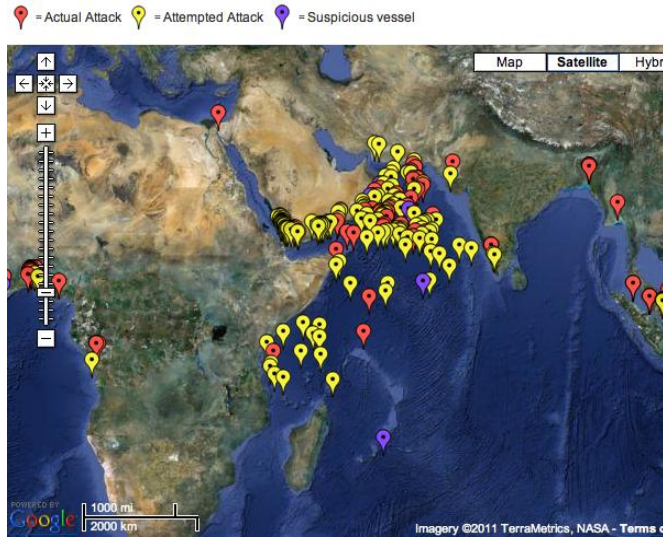 = Actual Attack = Attempted Attack = Suspicious vessel
Map Satellite Hybr
POWERED BY
Google
1000 mi
2000 km
Imagery ©2011 TerraMetrics, NASA - Terms o